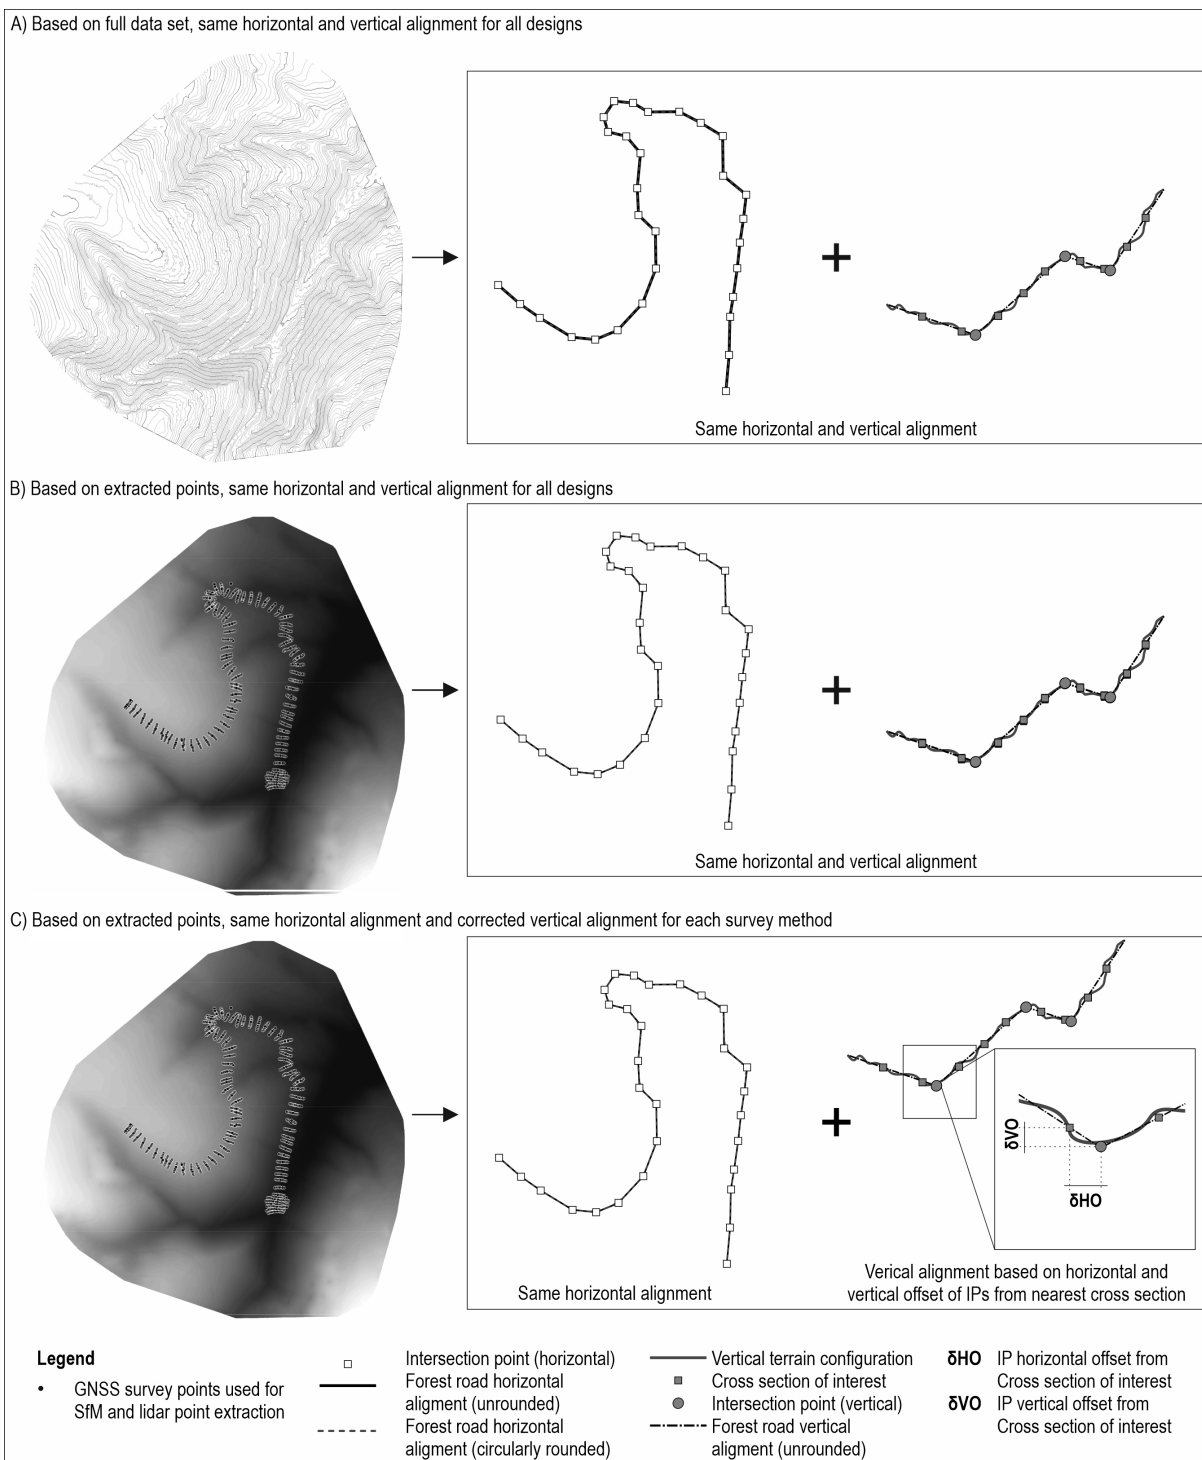 A) Based on full data set, same horizontal and vertical alignment for all designs
Same horizontal and vertical alignment
B) Based on extracted points, same horizontal and vertical alignment for all designs
Same horizontal and vertical alignment
C) Based on extracted points, same horizontal alignment and corrected vertical alignment for each survey method
δVO
δHO
Same horizontal alignment
Verical alignment based on horizontal and
vertical offset of IPs from nearest cross section
Legend
GNSS survey points used for
SfM and lidar point extraction
Intersection point (horizontal)
Forest road horizontal
aligment (unrounded)
Forest road horizontal
aligment (circularly rounded)
Vertical terrain configuration
Cross section of interest
Intersection point (vertical)
Forest road vertical
aligment (unrounded)
δHO IP horizontal offset from
Cross section of interest
δVO IP vertical offset from
Cross section of interest